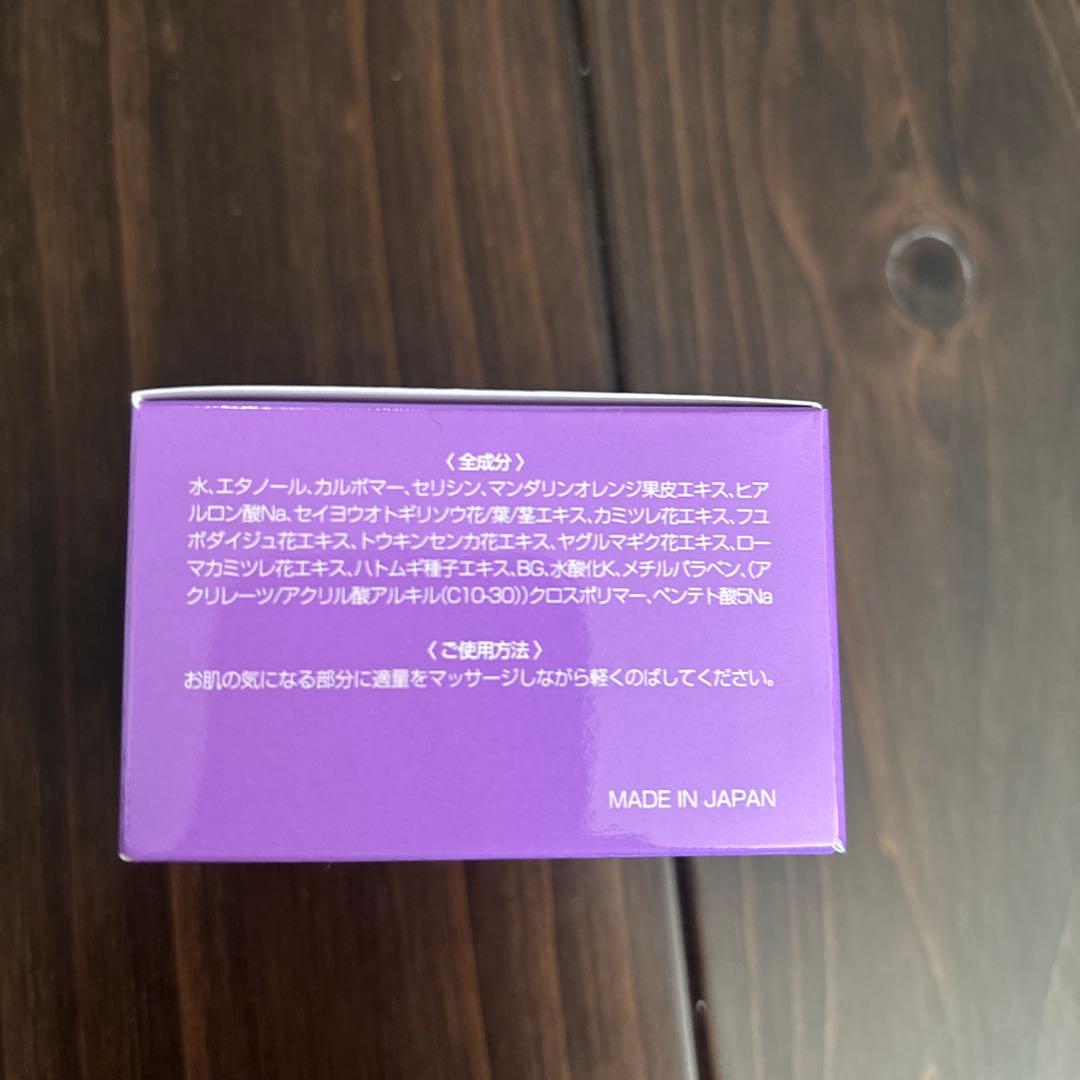 〈 全成分 〉
水、エタノール、カルボマー、セリシン、マンダリンオレンジ果皮エキス、ヒア
ルロン酸Na、セイヨウオトギリソウ花/葉/茎エキス、カミツレ花エキス、フユ
ボダイジュ花エキス、トウキンセンカ花エキス、ヤグルマギク花エキス、ロー
マカミツレ花エキス、ハトムギ種子エキス、BG、水酸化K、メチルパラベン、(ア
クリレーツ/アクリル酸アルキル(C10-30))クロスポリマー、ペンテト酸5Na
〈 ご使用方法 〉
お肌の気になる部分に適量をマッサージしながら軽くのばしてください。
MADE IN JAPAN